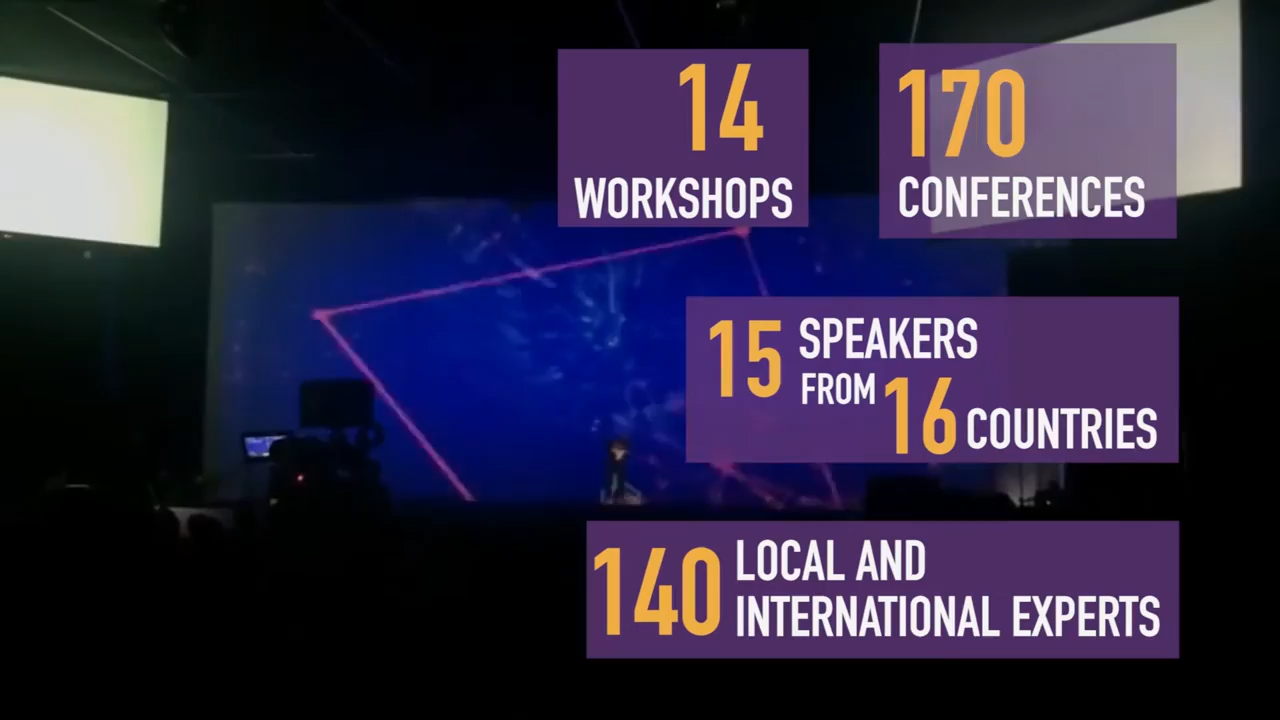 14
WORKSHOPS
170
CONFERENCES
15 SPEAKERS
FROM 16 COUNTRIES
140 LOCAL AND
INTERNATIONAL EXPERTS